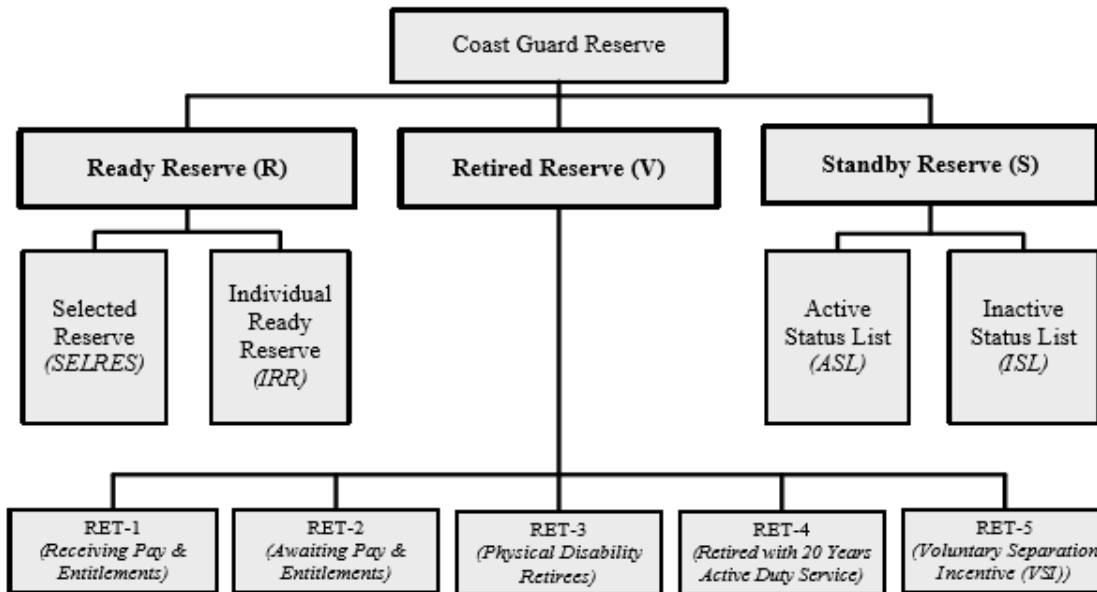 Coast Guard Reserve
Ready Reserve (R)
Retired Reserve (V)
Standby Reserve (S)
Selected
Reserve
(SELRES)
Individual
Ready
Reserve
(IRR)
Active
Status List
(ASL)
Inactive
Status List
(ISL)
RET-1
(Receiving Pay &
Entitlements)
RET-2
(Awaiting Pay &
Entitlements)
RET-3
(Physical Disability
Retirees)
RET-4
(Retired with 20 Years
Active Duty Service)
RET-5
(Voluntary Separation
Incentive (VSI))